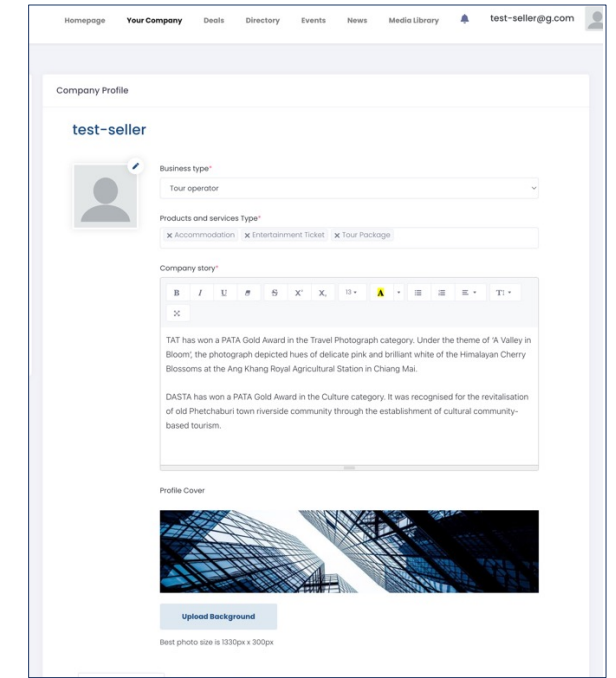 Homepage Your Company Deals Directory Events News Media Library test-seller@g.com
Company Profile
test-seller
Business type*
Tour operator
Products and services Type*
× Accommodation × Entertainment Ticket × Tour Package
Company story*
B I U S X˄ X˅ A T
TAT has won a PATA Gold Award in the Travel Photograph category. Under the theme of 'A Valley in
Bloom', the photograph depicted hues of delicate pink and brilliant white of the Himalayan Cherry
Blossoms at the Ang Khang Royal Agricultural Station in Chiang Mai.
DASTA has won a PATA Gold Award in the Culture category. It was recognised for the revitalisation
of old Phetchaburi town riverside community through the establishment of cultural community-
based tourism.
Profile Cover
Upload Background
Best photo size is 1330px x 300px